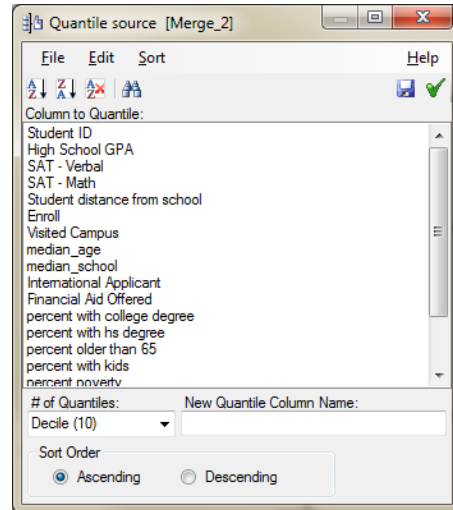 Quantile source [Merge_2]
File Edit Sort Help
Column to Quantile:
Student ID
High School GPA
SAT - Verbal
SAT - Math
Student distance from school
Enroll
Visited Campus
median_age
median_school
International Applicant
Financial Aid Offered
percent with college degree
percent with hs degree
percent older than 65
percent with kids
percent poverty
# of Quantiles: New Quantile Column Name:
Decile (10)
Sort Order
Ascending Descending